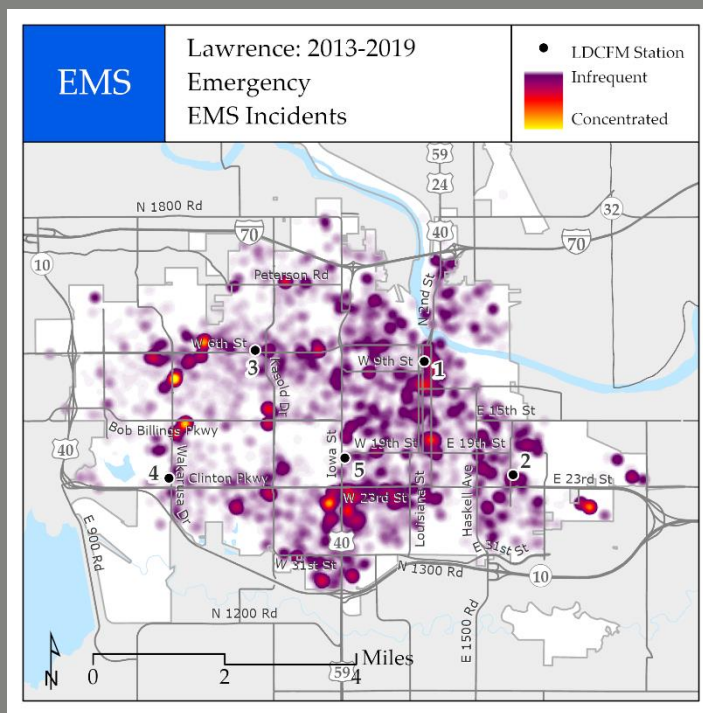 EMS
Lawrence: 2013-2019
Emergency
EMS Incidents
LDCFM Station
Infrequent
Concentrated
59
24
40
32
N 1800 Rd
70
70
10
Peterson Rd
N 2nd St
W 6th St
W 9th St
1
3
Kasold Dr
E 15th St
Bob Billings Pkwy
Iowa St
W 19th St
E 19th St
40
Wakarusa Dr
5
2
4
Clinton Pkwy
Louisiana St
Haskell Ave
E 23rd St
W 23rd St
E 900 Rd
40
E 31st St
W 31st St
N 1300 Rd
10
N 1200 Rd
E 1500 Rd
N
Miles
0
2
4
59